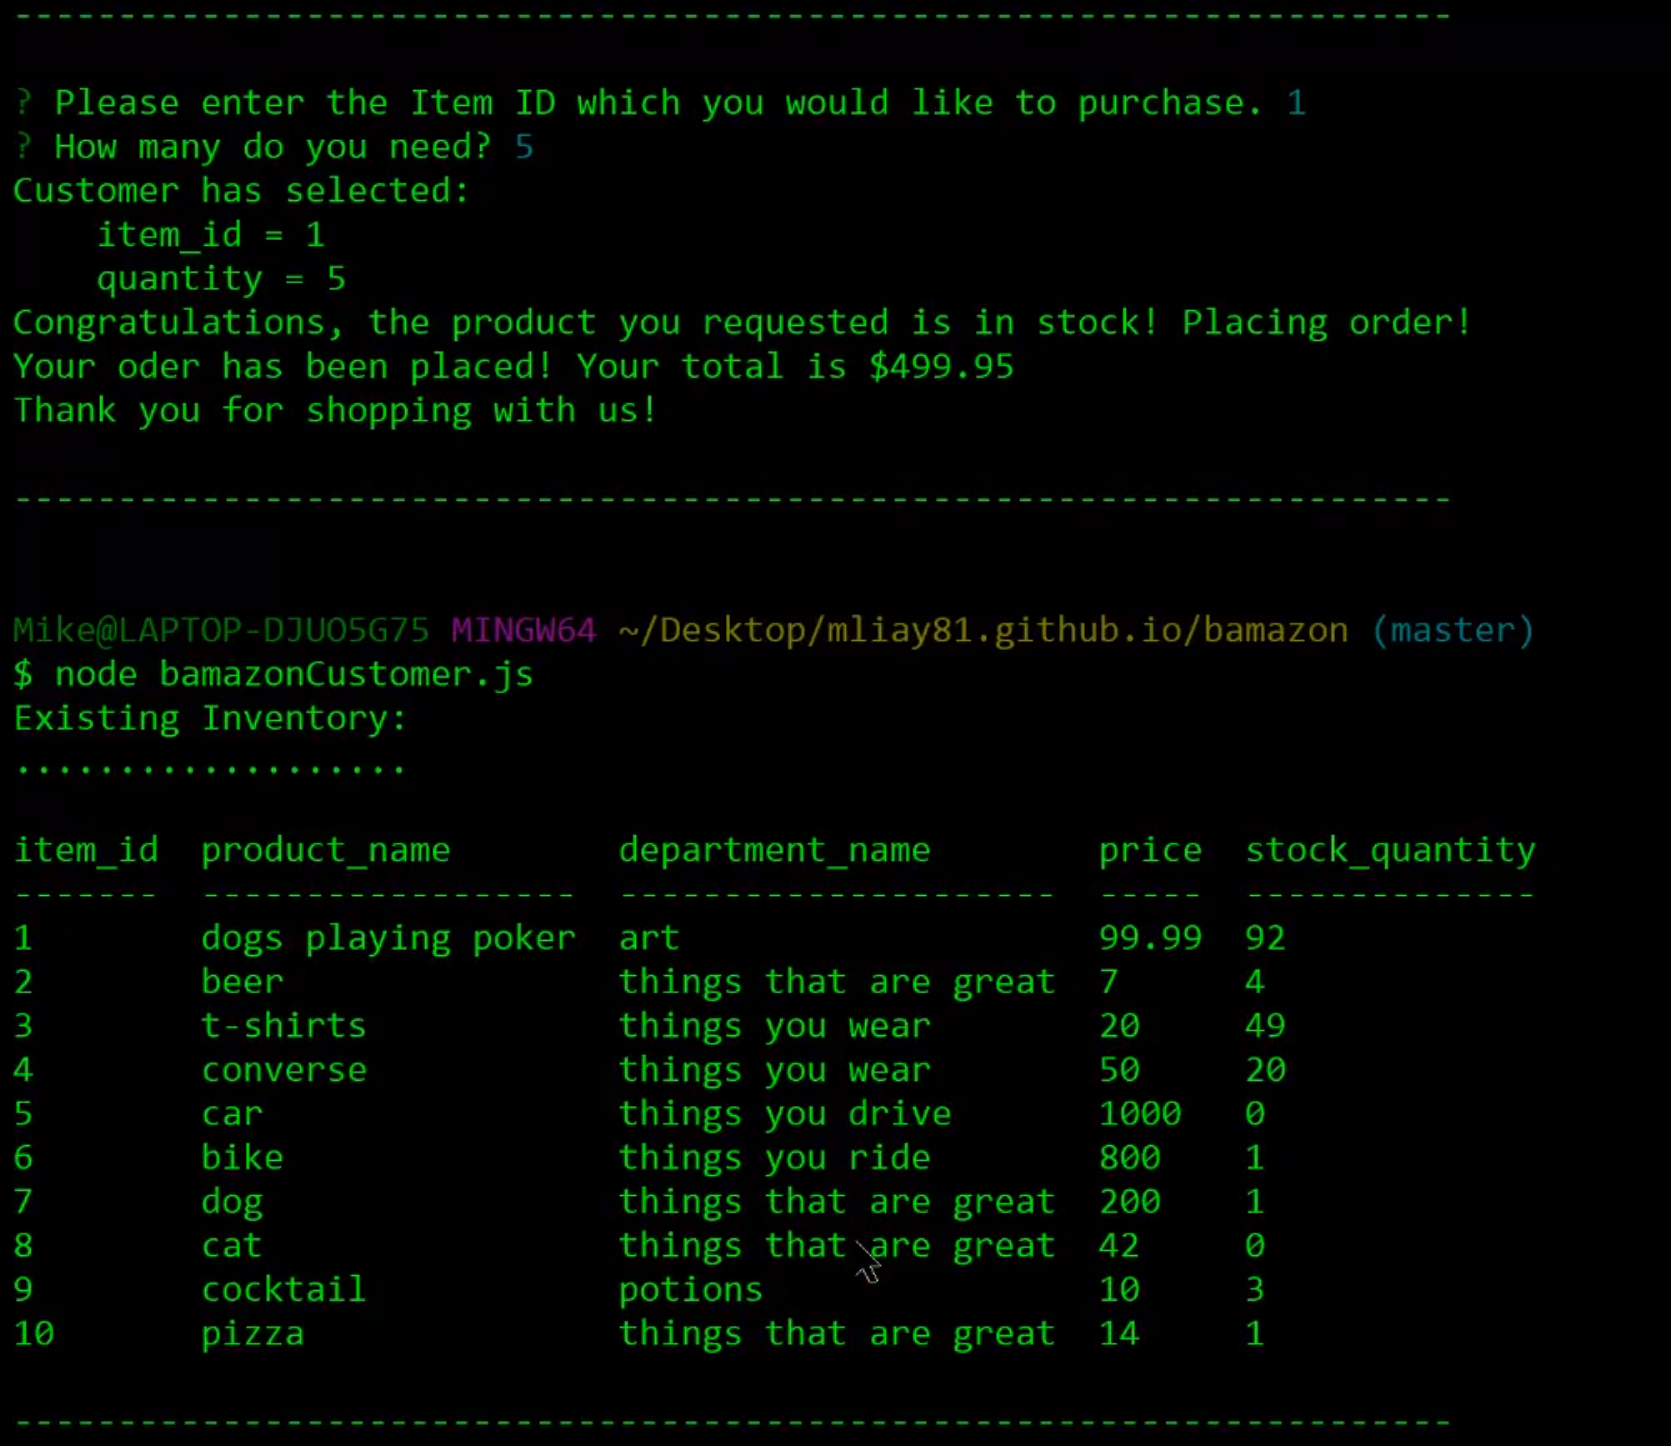 ----------------------------------------------------------------------
? Please enter the Item ID which you would like to purchase. 1
? How many do you need? 5
Customer has selected:
    item_id = 1
    quantity = 5
Congratulations, the product you requested is in stock! Placing order!
Your oder has been placed! Your total is $499.95
Thank you for shopping with us!
----------------------------------------------------------------------
Mike@LAPTOP-DJUO5G75 MINGW64 ~/Desktop/mliay81.github.io/bamazon (master)
$ node bamazonCustomer.js
Existing Inventory:
...................
item_id  product_name        department_name        price  stock_quantity
-------  ------------------  ---------------------  -----  --------------
1        dogs playing poker  art                    99.99  92
2        beer                things that are great  7      4
3        t-shirts            things you wear        20     49
4        converse            things you wear        50     20
5        car                 things you drive       1000   0
6        bike                things you ride        800    1
7        dog                 things that are great  200    1
8        cat                 things that are great  42     0
9        cocktail            potions                10     3
10       pizza               things that are great  14     1
----------------------------------------------------------------------